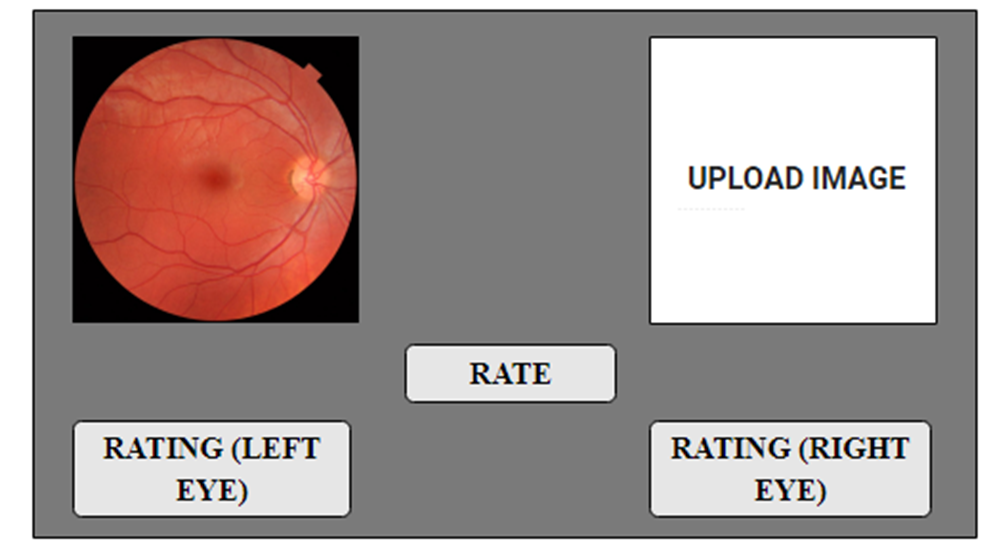 UPLOAD IMAGE
RATE
RATING (LEFT
EYE)
RATING (RIGHT
EYE)